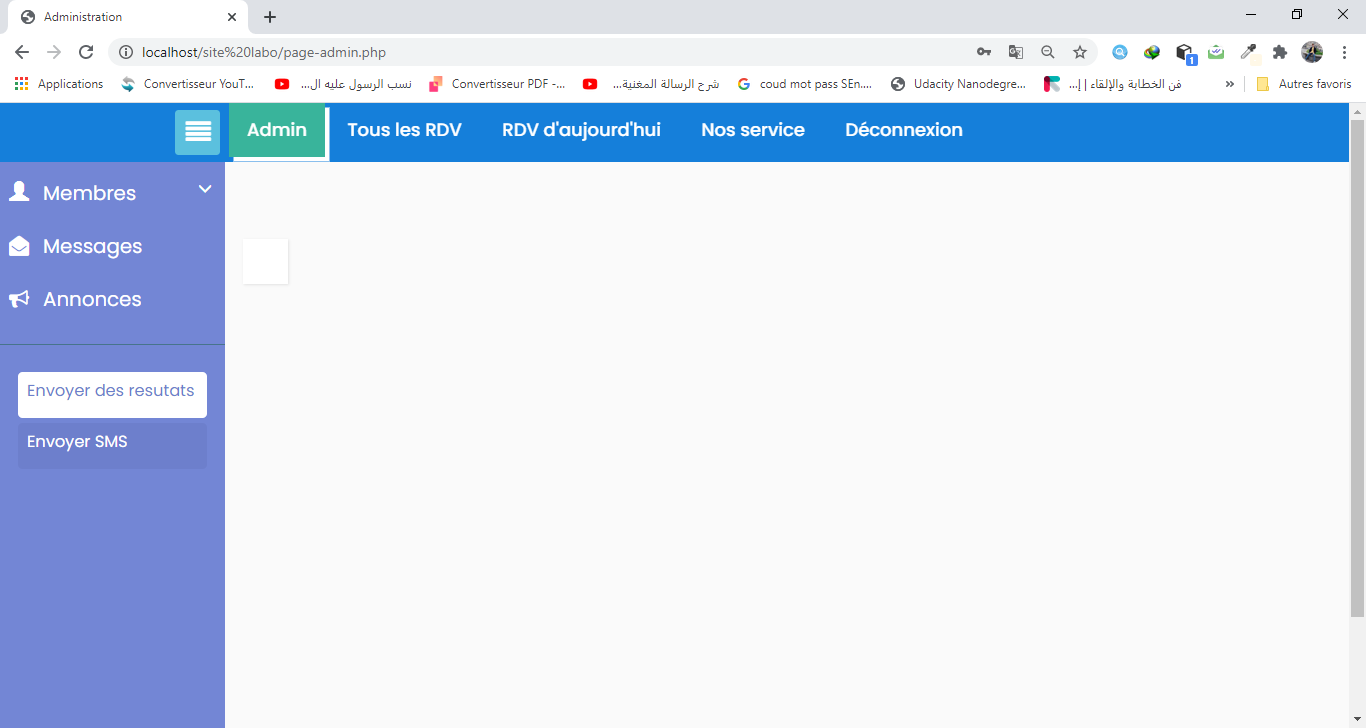 Administration
localhost/site%20labo/page-admin.php
Applications
Convertisseur YouT...
نسب الرسول عليه ال...
Convertisseur PDF -...
شرح الرسالة المغنية...
coud mot pass SEn....
Udacity Nanodegre...
فن الخطابة والإلقاء | إ...
»
Autres favoris
1
Admin
Tous les RDV
RDV d'aujourd'hui
Nos service
Déconnexion
Membres
Messages
Annonces
Envoyer des resutats
Envoyer SMS